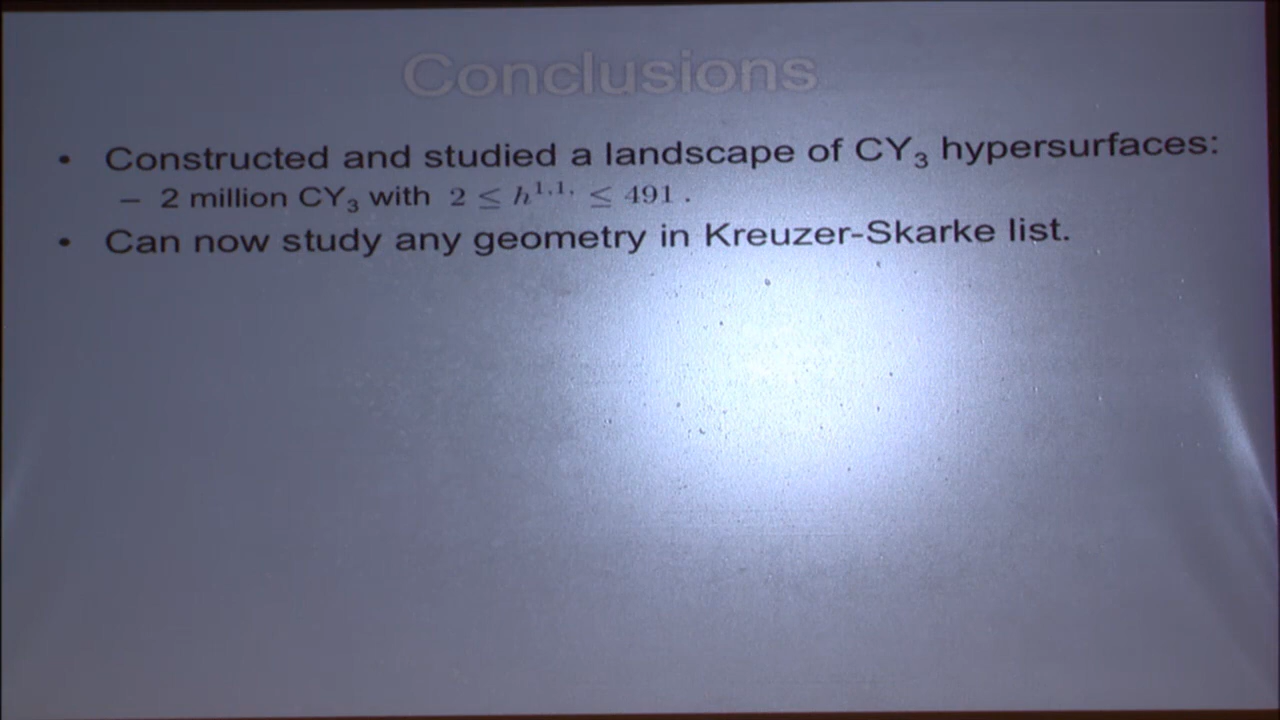 Conclusions
• Constructed and studied a landscape of CY₃ hypersurfaces:
– 2 million CY₃ with 2 ≤ h^{1,1,} ≤ 491 .
• Can now study any geometry in Kreuzer-Skarke list.